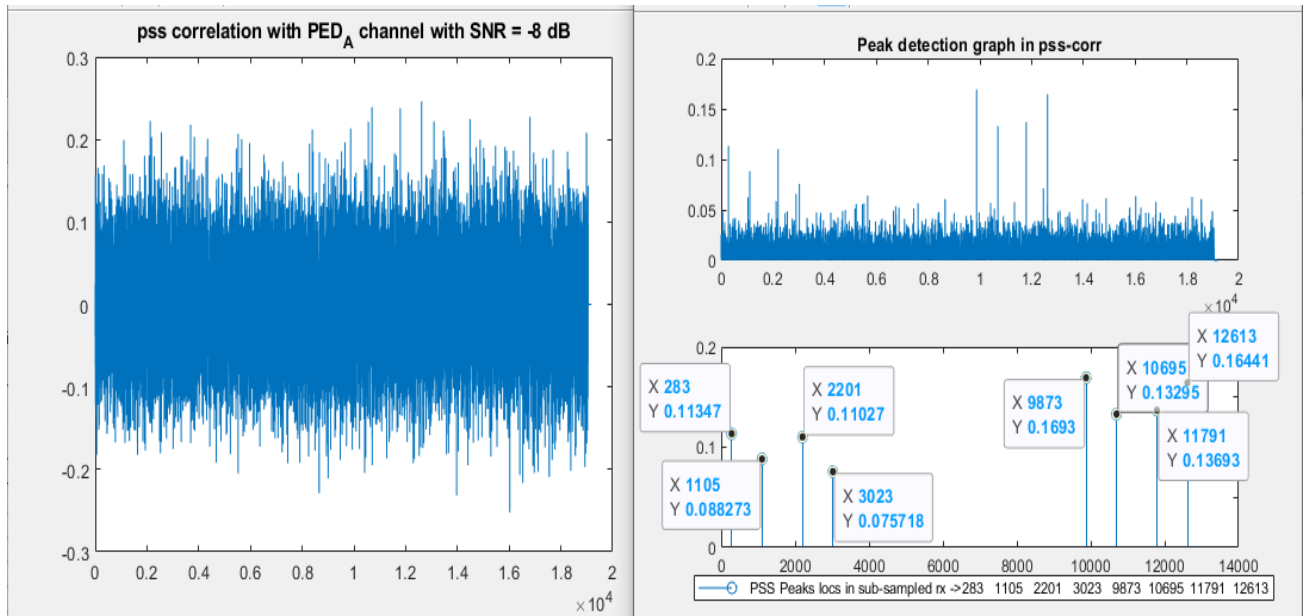 pss correlation with PED_A channel with SNR = -8 dB
0.3
0.2
0.1
0
-0.1
-0.2
-0.3
0 0.2 0.4 0.6 0.8 1 1.2 1.4 1.6 1.8 2
×10^4
Peak detection graph in pss-corr
0.2
0.15
0.1
0.05
0
0 0.2 0.4 0.6 0.8 1 1.2 1.4 1.6 1.8 2
×10^4
0.2
0.1
0
X 283
Y 0.11347
X 1105
Y 0.088273
X 2201
Y 0.11027
X 3023
Y 0.075718
X 9873
Y 0.1693
X 10695
Y 0.13295
X 11791
Y 0.13693
X 12613
Y 0.16441
0 2000 4000 6000 8000 10000 12000 14000
PSS Peaks locs in sub-sampled rx ->283 1105 2201 3023 9873 10695 11791 12613